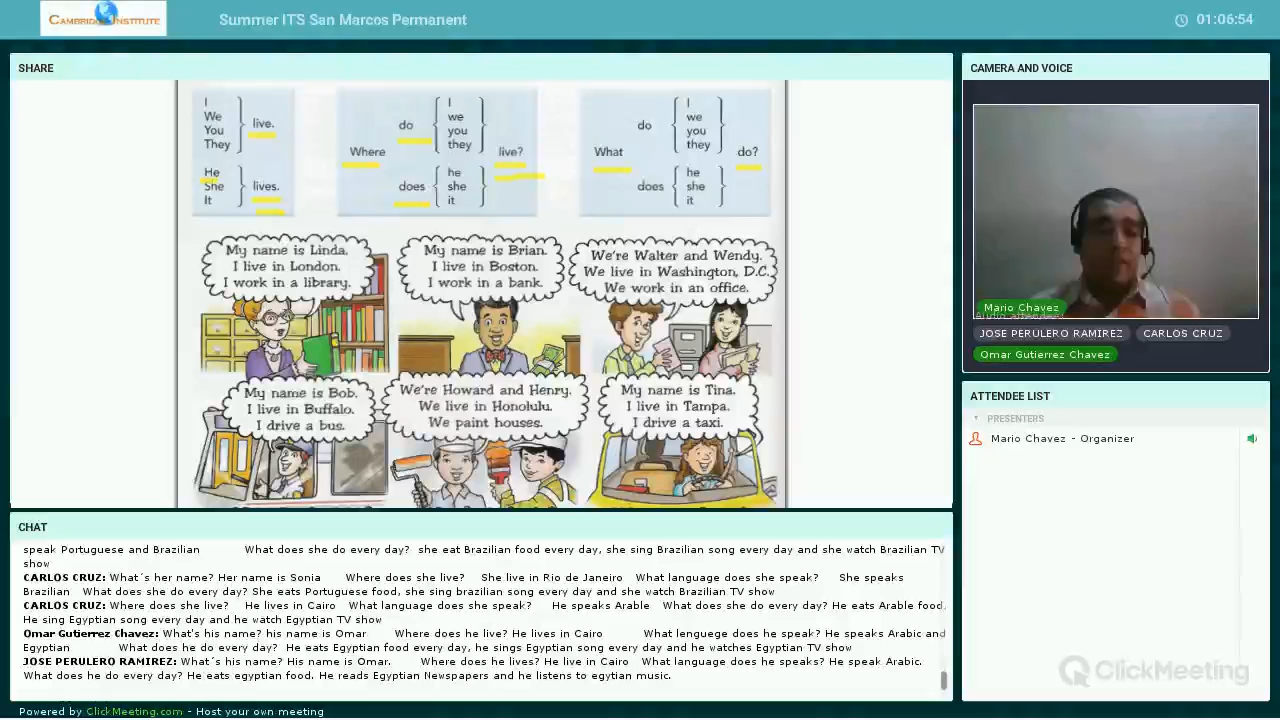 CAMBRIDGE INSTITUTE
Summer ITS San Marcos Permanent
01:06:54
SHARE
I
We
You
They
live.
He
She
It
lives.
Where
do
I
we
you
they
does
he
she
it
live?
What
do
I
we
you
they
does
he
she
it
do?
My name is Linda.
I live in London.
I work in a library.
My name is Brian.
I live in Boston.
I work in a bank.
We're Walter and Wendy.
We live in Washington, D.C.
We work in an office.
My name is Bob.
I live in Buffalo.
I drive a bus.
We're Howard and Henry.
We live in Honolulu.
We paint houses.
My name is Tina.
I live in Tampa.
I drive a taxi.
CAMERA AND VOICE
Mario Chavez
JOSE PERULERO RAMIREZ
CARLOS CRUZ
Omar Gutierrez Chavez
ATTENDEE LIST
PRESENTERS
Mario Chavez - Organizer
CHAT
speak Portuguese and Brazilian What does she do every day? she eat Brazilian food every day, she sing Brazilian song every day and she watch Brazilian TV
show
CARLOS CRUZ: What´s her name? Her name is Sonia Where does she live? She live in Rio de Janeiro What language does she speak? She speaks
Brazilian What does she do every day? She eats Portuguese food, she sing brazilian song every day and she watch Brazilian TV show
CARLOS CRUZ: Where does she live? He lives in Cairo What language does she speak? He speaks Arable What does she do every day? He eats Arable food,
He sing Egyptian song every day and he watch Egyptian TV show
Omar Gutierrez Chavez: What's his name? his name is Omar Where does he live? He lives in Cairo What lenguege does he speak? He speaks Arabic and
Egyptian What does he do every day? He eats Egyptian food every day, he sings Egyptian song every day and he watches Egyptian TV show
JOSE PERULERO RAMIREZ: What´s his name? His name is Omar. Where does he lives? He live in Cairo What language does he speaks? He speak Arabic.
What does he do every day? He eats egyptian food. He reads Egyptian Newspapers and he listens to egytian music.
ClickMeeting
Powered by ClickMeeting.com - Host your own meeting